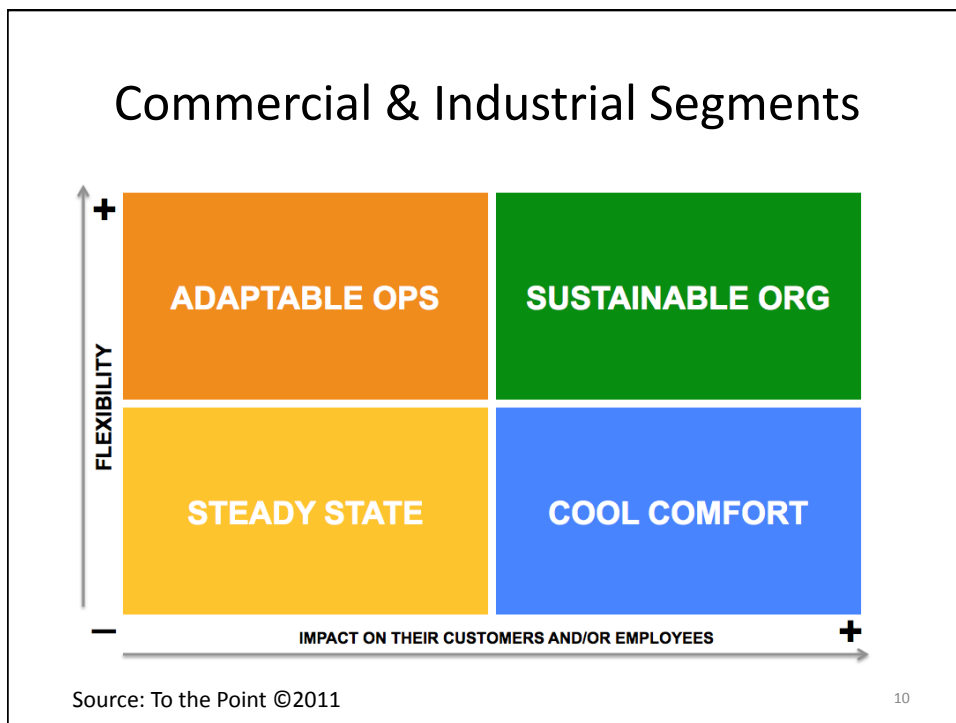 Commercial & Industrial Segments
+
ADAPTABLE OPS
SUSTAINABLE ORG
FLEXIBILITY
STEADY STATE
COOL COMFORT
–
IMPACT ON THEIR CUSTOMERS AND/OR EMPLOYEES
+
Source: To the Point ©2011
10